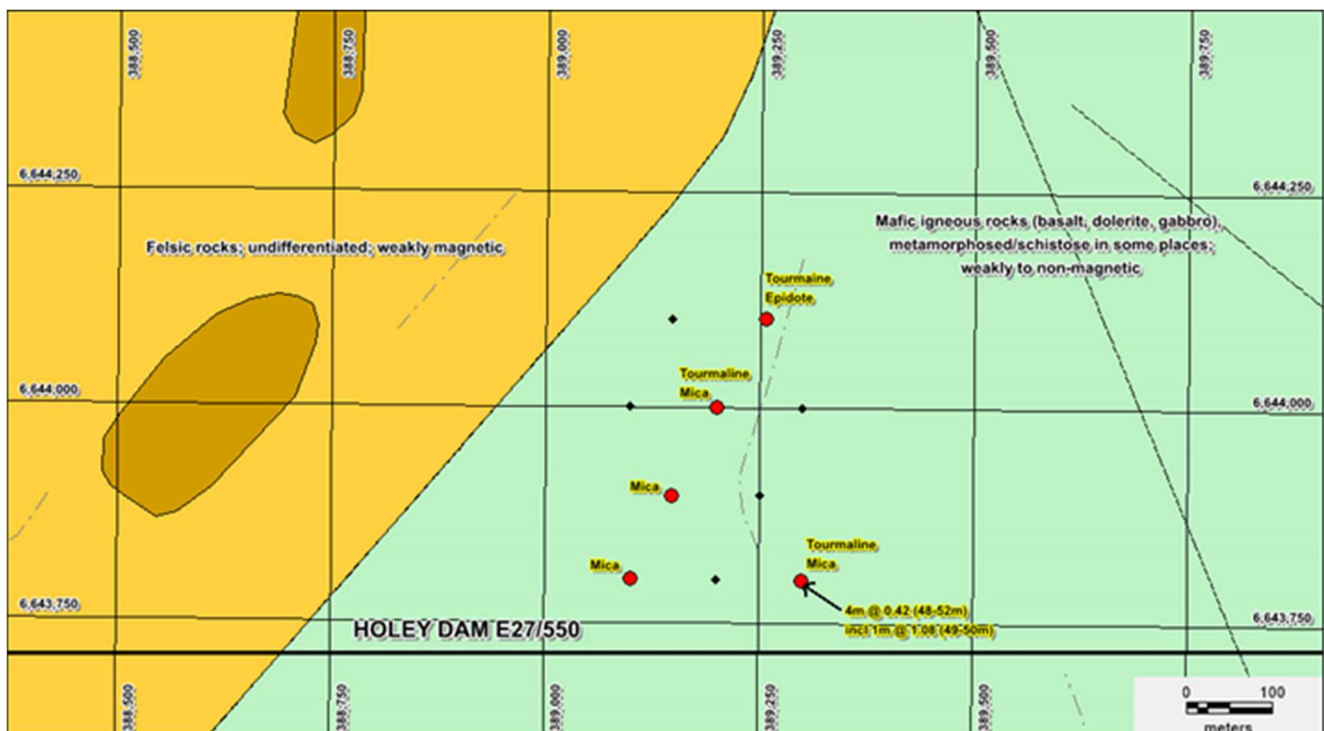 388,500
388,750
389,000
389,250
389,500
389,750
6,644,250
6,644,250
Felsic rocks; undifferentiated; weakly magnetic
Mafic igneous rocks (basalt, dolerite, gabbro),
metamorphosed/schistose in some places;
weakly to non-magnetic
Tourmaine
Epidote
Tourmaline
Mica
6,644,000
6,644,000
Mica
Tourmaline
Mica
Mica
4m @ 0.42 (48-52m)
incl 1m @ 1.08 (49-50m)
6,643,750
6,643,750
HOLEY DAM E27/550
388,500
388,750
389,000
389,250
389,500
0 100
meters